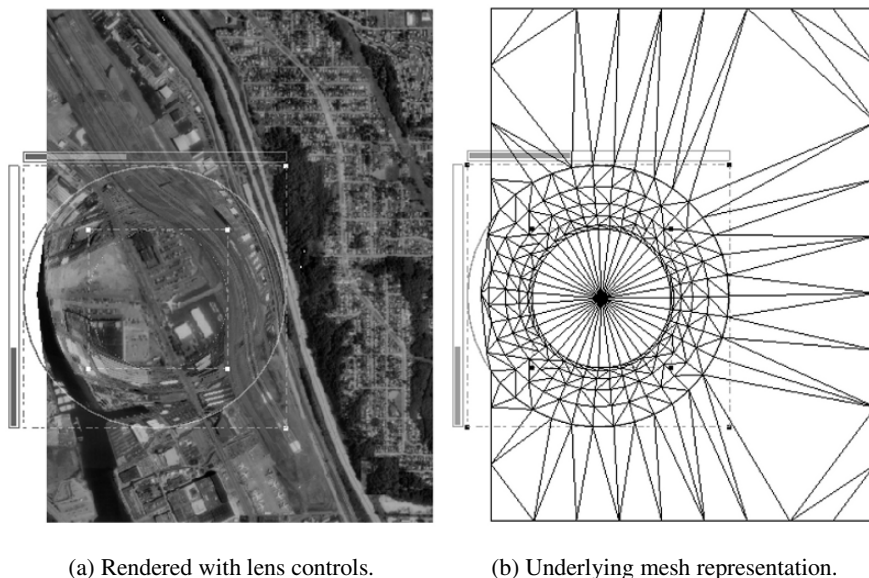 (a) Rendered with lens controls.
(b) Underlying mesh representation.